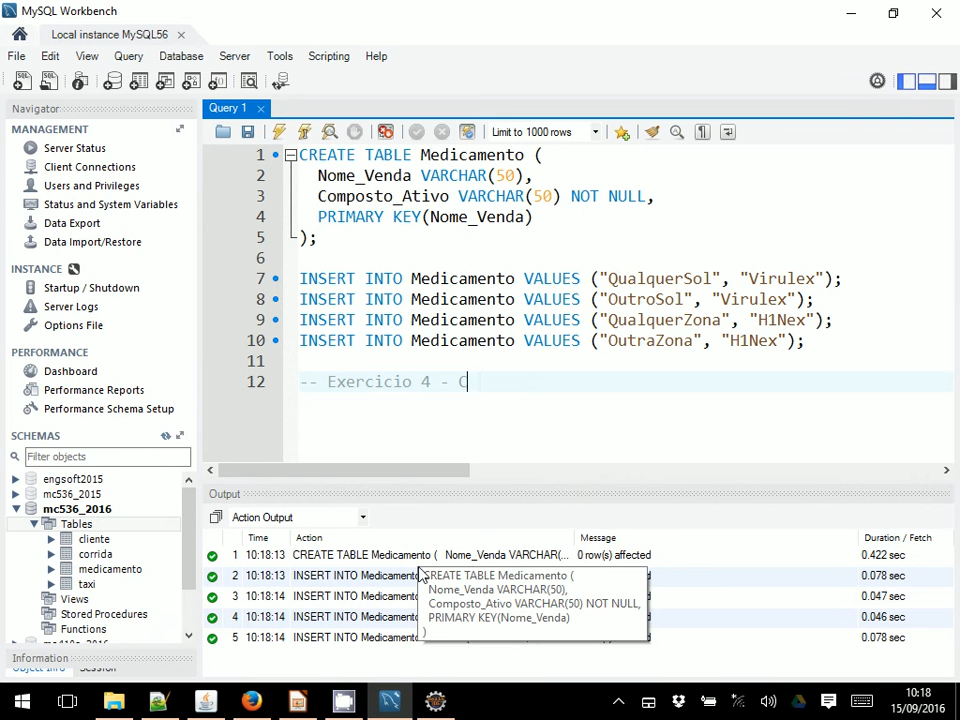 MySQL Workbench
Local instance MySQL56
File Edit View Query Database Server Tools Scripting Help
Navigator
MANAGEMENT
Server Status
Client Connections
Users and Privileges
Status and System Variables
Data Export
Data Import/Restore
INSTANCE
Startup / Shutdown
Server Logs
Options File
PERFORMANCE
Dashboard
Performance Reports
Performance Schema Setup
SCHEMAS
Filter objects
engsoft2015
mc536_2015
mc536_2016
Tables
cliente
corrida
medicamento
taxi
Views
Stored Procedures
Functions
Information
Query 1
Limit to 1000 rows
1 CREATE TABLE Medicamento (
2 Nome_Venda VARCHAR(50),
3 Composto_Ativo VARCHAR(50) NOT NULL,
4 PRIMARY KEY(Nome_Venda)
5 );
6
7 INSERT INTO Medicamento VALUES ("QualquerSol", "Virulex");
8 INSERT INTO Medicamento VALUES ("OutroSol", "Virulex");
9 INSERT INTO Medicamento VALUES ("QualquerZona", "H1Nex");
10 INSERT INTO Medicamento VALUES ("OutraZona", "H1Nex");
11
12 -- Exercicio 4 - C
Output
Action Output
Time Action Message Duration / Fetch
1 10:18:13 CREATE TABLE Medicamento ( Nome_Venda VARCHAR(... 0 row(s) affected 0.422 sec
2 10:18:13 INSERT INTO Medicamento 0.078 sec
3 10:18:14 INSERT INTO Medicamento 0.047 sec
4 10:18:14 INSERT INTO Medicamento 0.046 sec
5 10:18:14 INSERT INTO Medicamento 0.078 sec
CREATE TABLE Medicamento (
Nome_Venda VARCHAR(50),
Composto_Ativo VARCHAR(50) NOT NULL,
PRIMARY KEY(Nome_Venda)
)
10:18
15/09/2016